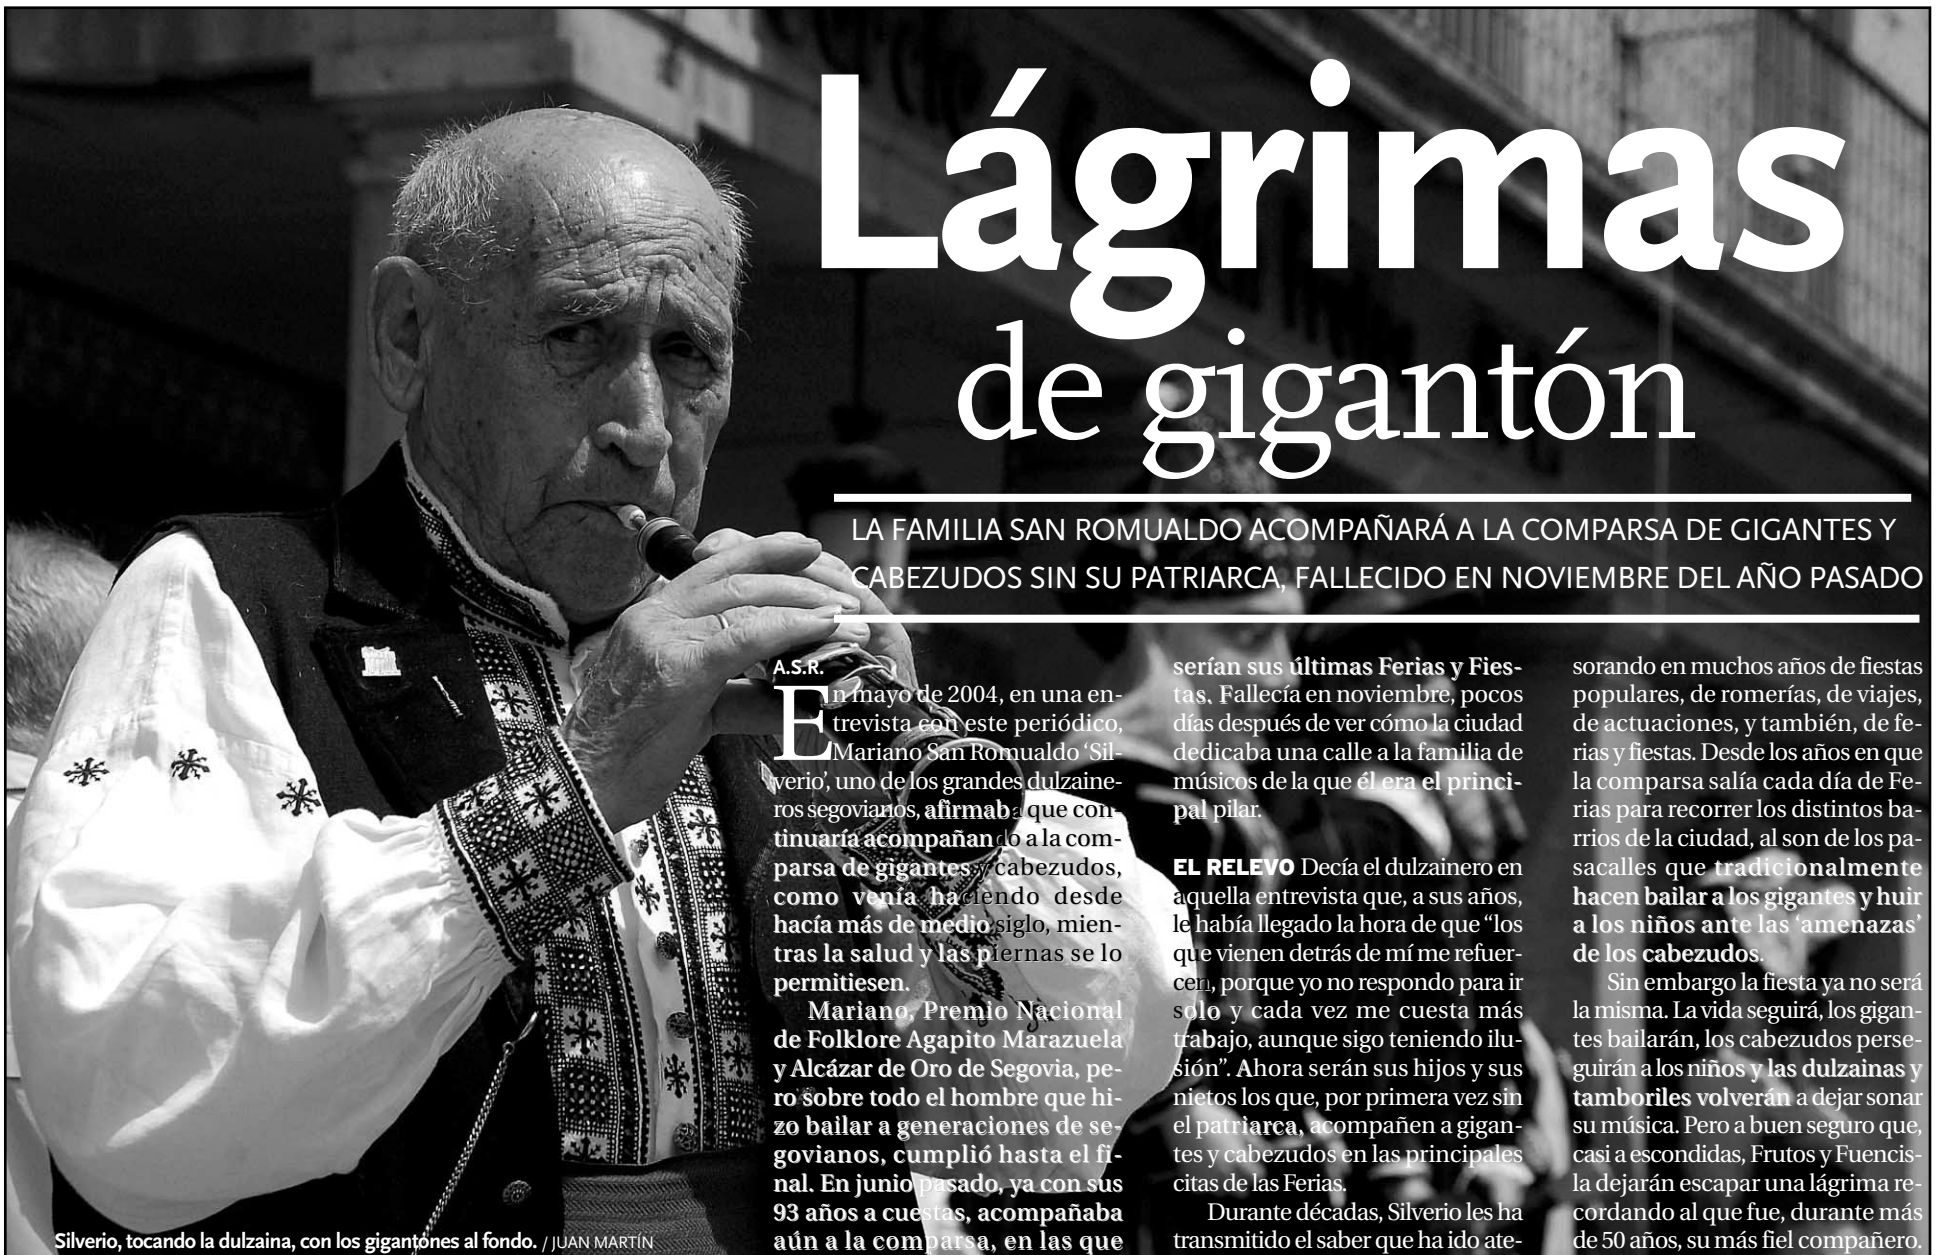 Lágrimas
de gigantón
LA FAMILIA SAN ROMUALDO ACOMPAÑARÁ A LA COMPARSA DE GIGANTES Y
CABEZUDOS SIN SU PATRIARCA, FALLECIDO EN NOVIEMBRE DEL AÑO PASADO
A.S.R.
En mayo de 2004, en una en-
trevista con este periódico,
Mariano San Romualdo ‘Sil-
verio’, uno de los grandes dulzaine-
ros segovianos, afirmaba que con-
tinuaría acompañando a la com-
parsa de gigantes y cabezudos,
como venía haciendo desde
hacía más de medio siglo, mien-
tras la salud y las piernas se lo
permitiesen.
Mariano, Premio Nacional
de Folklore Agapito Marazuela
y Alcázar de Oro de Segovia, pe-
ro sobre todo el hombre que hi-
zo bailar a generaciones de se-
govianos, cumplió hasta el fi-
nal. En junio pasado, ya con sus
93 años a cuestas, acompañaba
aún a la comparsa, en las que
serían sus últimas Ferias y Fies-
tas. Fallecía en noviembre, pocos
días después de ver cómo la ciudad
dedicaba una calle a la familia de
músicos de la que él era el princi-
pal pilar.
EL RELEVO Decía el dulzainero en
aquella entrevista que, a sus años,
le había llegado la hora de que “los
que vienen detrás de mí me refuer-
cen, porque yo no respondo para ir
solo y cada vez me cuesta más
trabajo, aunque sigo teniendo ilu-
sión”. Ahora serán sus hijos y sus
nietos los que, por primera vez sin
el patriarca, acompañen a gigan-
tes y cabezudos en las principales
citas de las Ferias.
Durante décadas, Silverio les ha
transmitido el saber que ha ido ate-
sorando en muchos años de fiestas
populares, de romerías, de viajes,
de actuaciones, y también, de fe-
rias y fiestas. Desde los años en que
la comparsa salía cada día de Fe-
rias para recorrer los distintos ba-
rrios de la ciudad, al son de los pa-
sacalles que tradicionalmente
hacen bailar a los gigantes y huir
a los niños ante las ‘amenazas’
de los cabezudos.
Sin embargo la fiesta ya no será
la misma. La vida seguirá, los gigan-
tes bailarán, los cabezudos perse-
guirán a los niños y las dulzainas y
tamboriles volverán a dejar sonar
su música. Pero a buen seguro que,
casi a escondidas, Frutos y Fuencis-
la dejarán escapar una lágrima re-
cordando al que fue, durante más
de 50 años, su más fiel compañero.
Silverio, tocando la dulzaina, con los gigantones al fondo. / JUAN MARTÍN